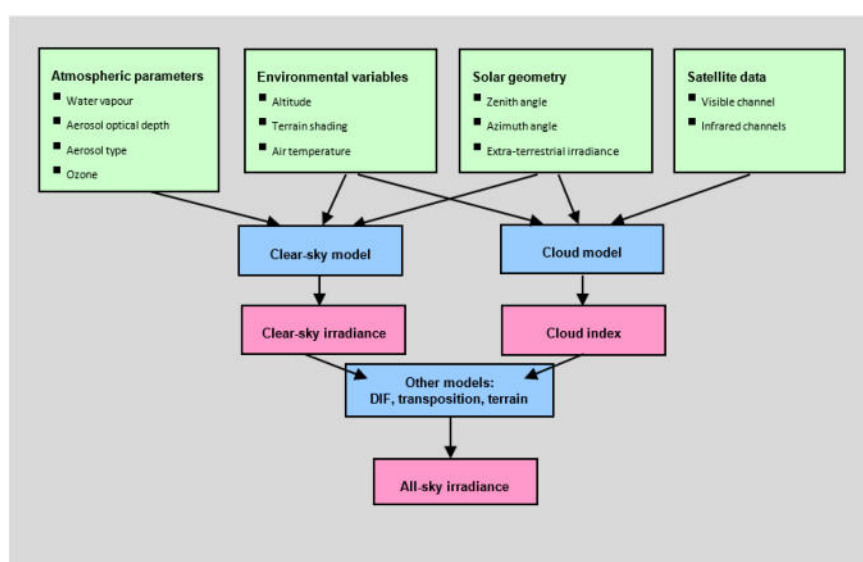 Atmospheric parameters
Water vapour
Aerosol optical depth
Aerosol type
Ozone
Environmental variables
Altitude
Terrain shading
Air temperature
Solar geometry
Zenith angle
Azimuth angle
Extra-terrestrial irradiance
Satellite data
Visible channel
Infrared channels
Clear-sky model
Cloud model
Clear-sky irradiance
Cloud index
Other models:
DIF, transposition, terrain
All-sky irradiance